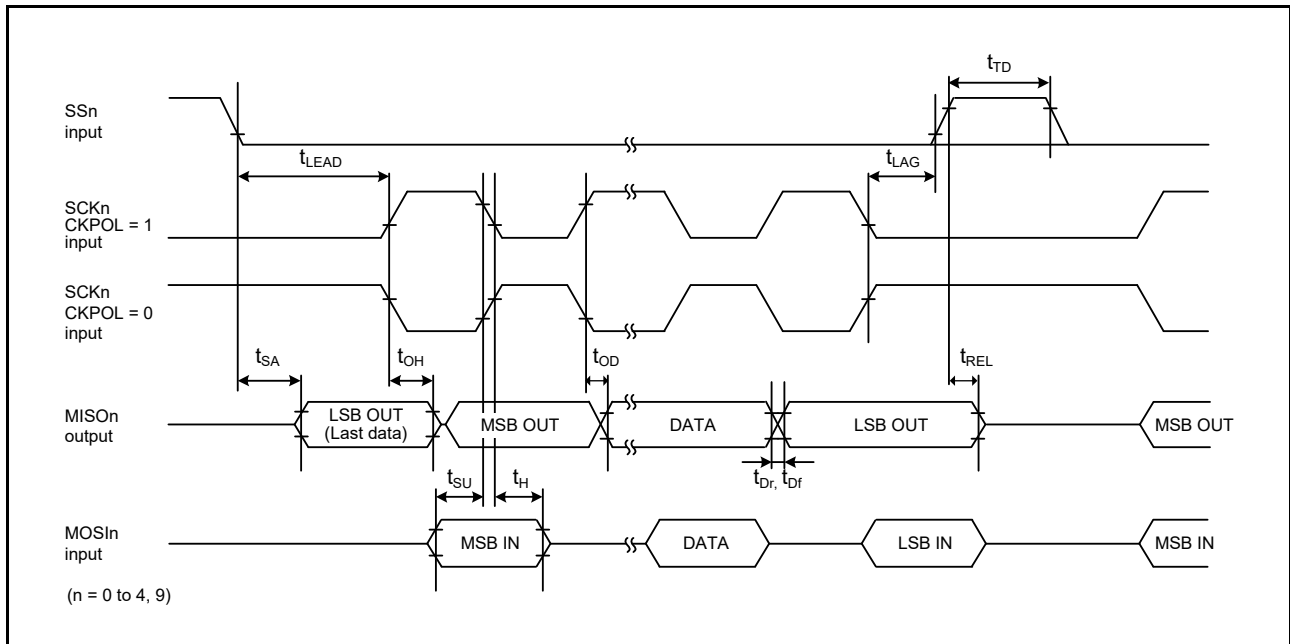 tTD
SSn
input
tLEAD
tLAG
SCKn
CKPOL = 1
input
SCKn
CKPOL = 0
input
tSA
tOH
tOD
tREL
MISOn
output
LSB OUT
(Last data)
MSB OUT
DATA
LSB OUT
MSB OUT
tDr, tDf
tSU
tH
MOSIn
input
MSB IN
DATA
LSB IN
MSB IN
(n = 0 to 4, 9)